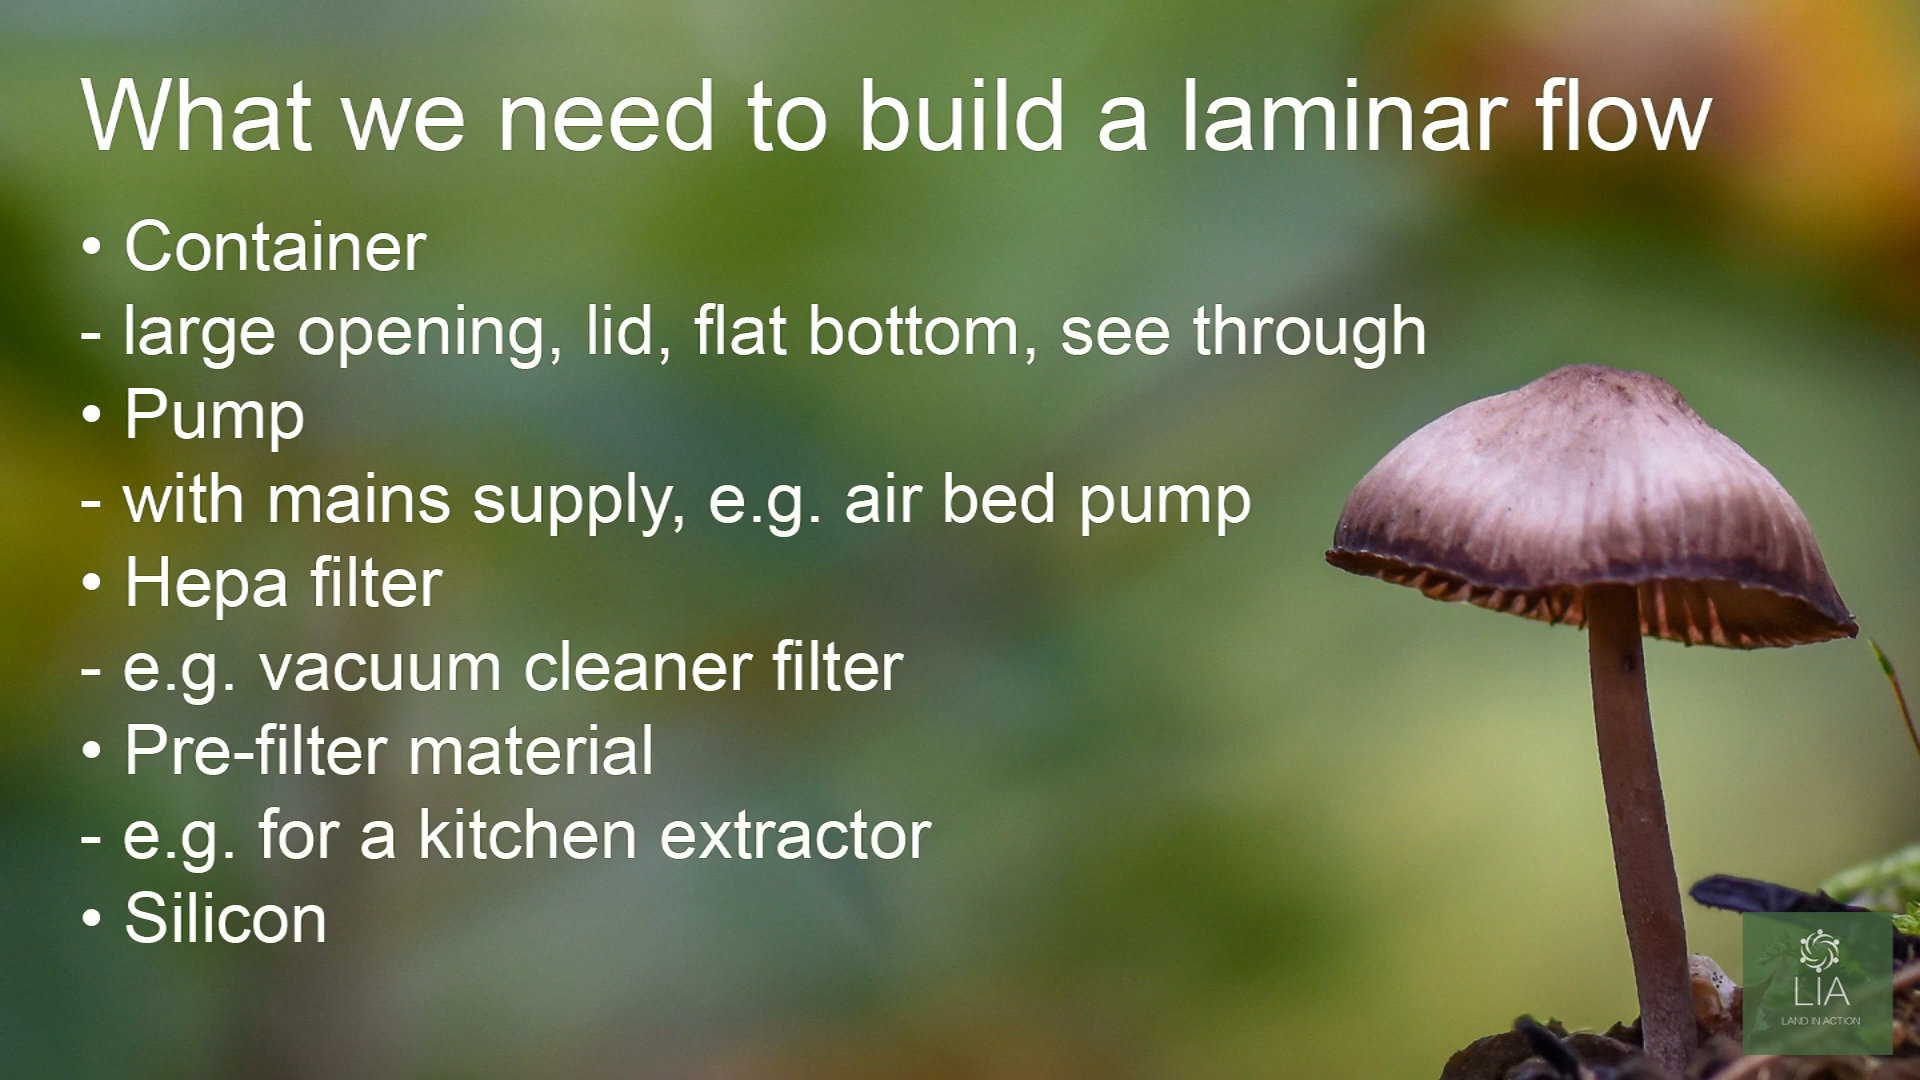 What we need to build a laminar flow
• Container
- large opening, lid, flat bottom, see through
• Pump
- with mains supply, e.g. air bed pump
• Hepa filter
- e.g. vacuum cleaner filter
• Pre-filter material
- e.g. for a kitchen extractor
• Silicon
LIA
LAND IN ACTION